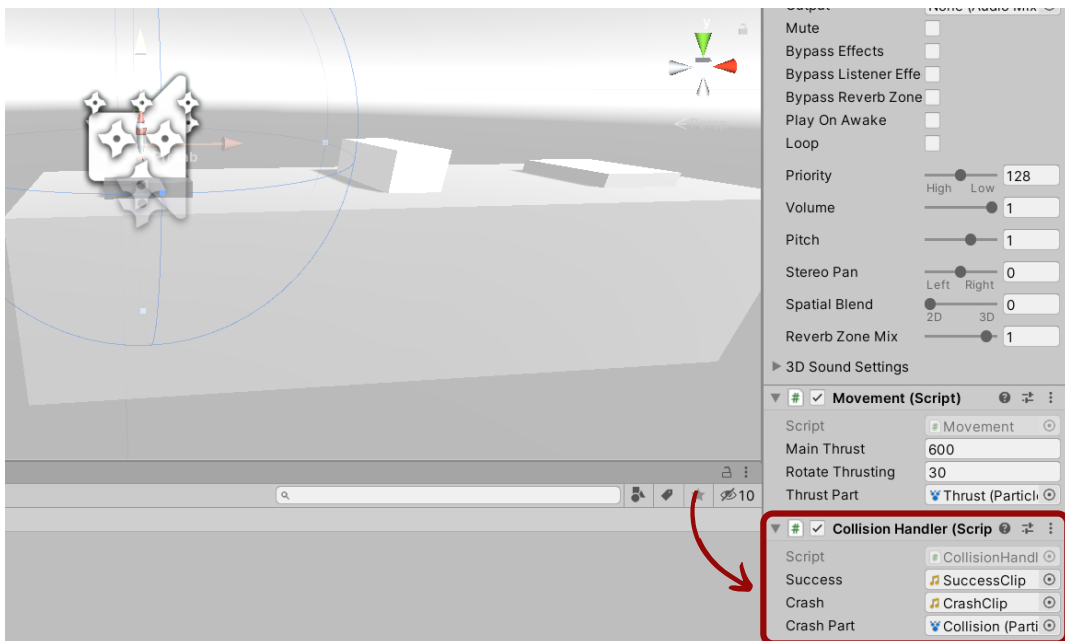 Mute
Bypass Effects
Bypass Listener Effe
Bypass Reverb Zone
Play On Awake
Loop
Priority 128
High Low
Volume 1
Pitch 1
Stereo Pan 0
Left Right
Spatial Blend 0
2D 3D
Reverb Zone Mix 1
3D Sound Settings
# Movement (Script)
Script # Movement
Main Thrust 600
Rotate Thrusting 30
Thrust Part Thrust (Particl
# Collision Handler (Scrip
Script # CollisionHandl
Success SuccessClip
Crash CrashClip
Crash Part Collision (Parti
y
10